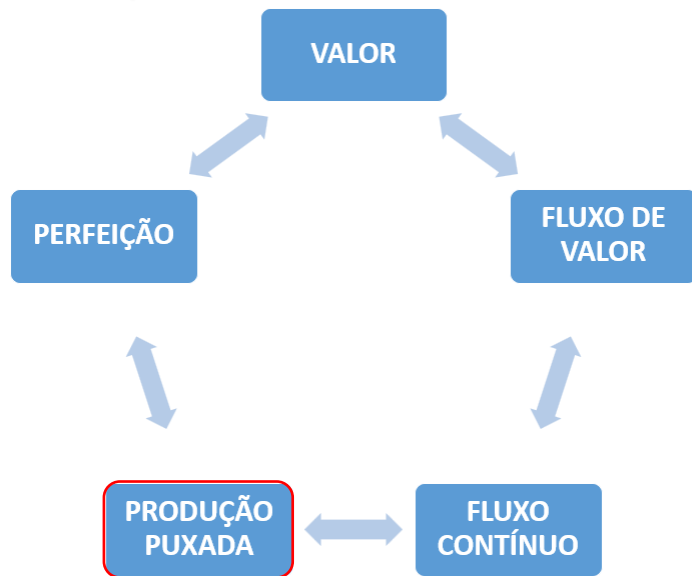 VALOR
PERFEIÇÃO
FLUXO DE
VALOR
PRODUÇÃO
PUXADA
FLUXO
CONTÍNUO